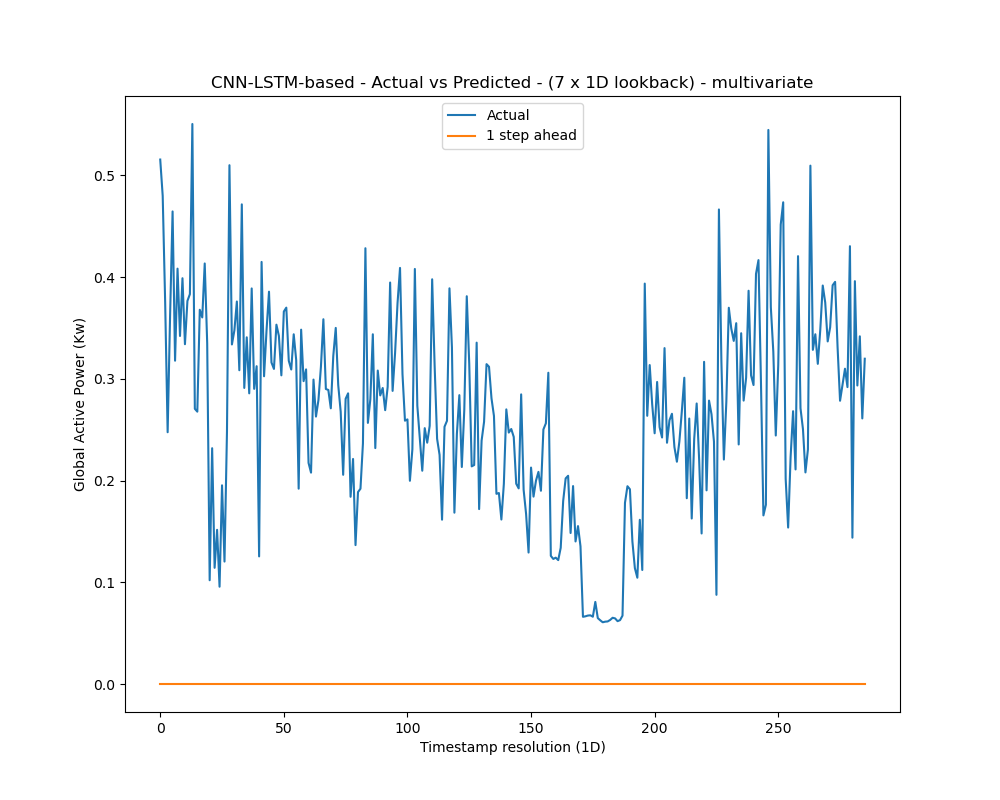 CNN-LSTM-based - Actual vs Predicted - (7 x 1D lookback) - multivariate
Actual
1 step ahead
Global Active Power (Kw)
0.5
0.4
0.3
0.2
0.1
0.0
0 50 100 150 200 250
Timestamp resolution (1D)